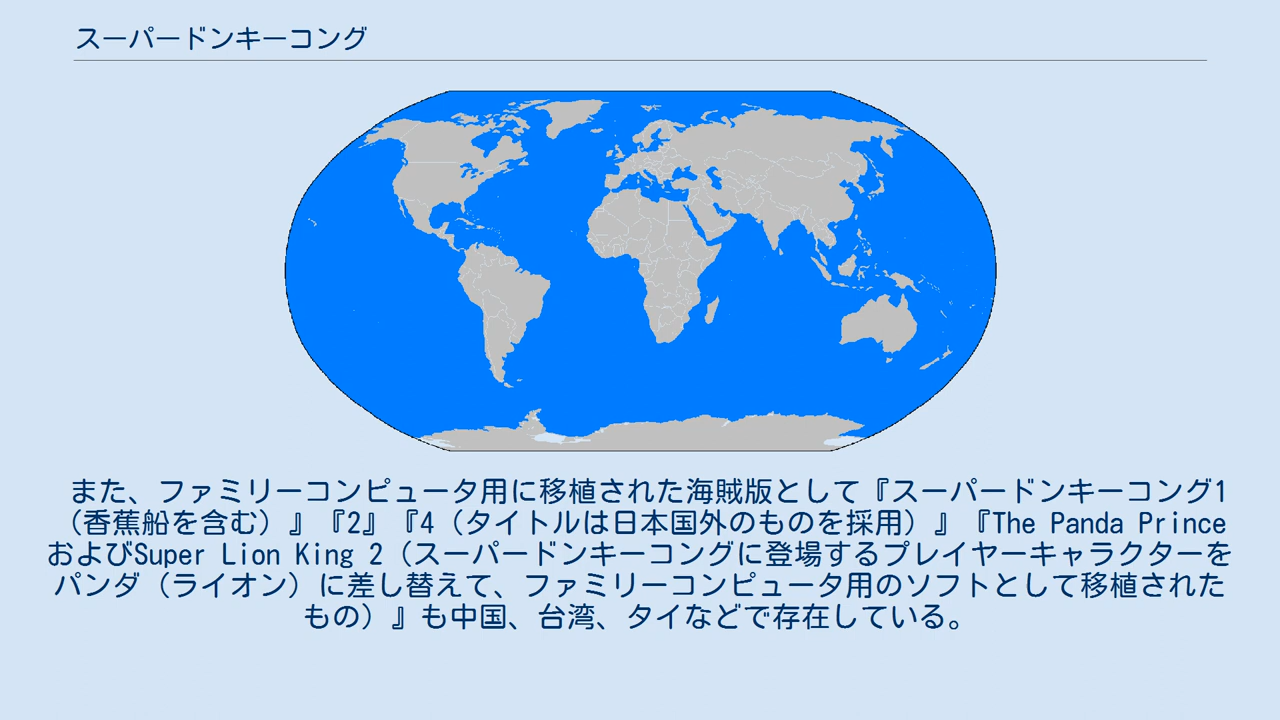 スーパードンキーコング
また、ファミリーコンピュータ用に移植された海賊版として『スーパードンキーコング1
（香蕉船を含む）』『2』『4（タイトルは日本国外のものを採用）』『The Panda Prince
およびSuper Lion King 2（スーパードンキーコングに登場するプレイヤーキャラクターを
パンダ（ライオン）に差し替えて、ファミリーコンピュータ用のソフトとして移植された
もの）』も中国、台湾、タイなどで存在している。